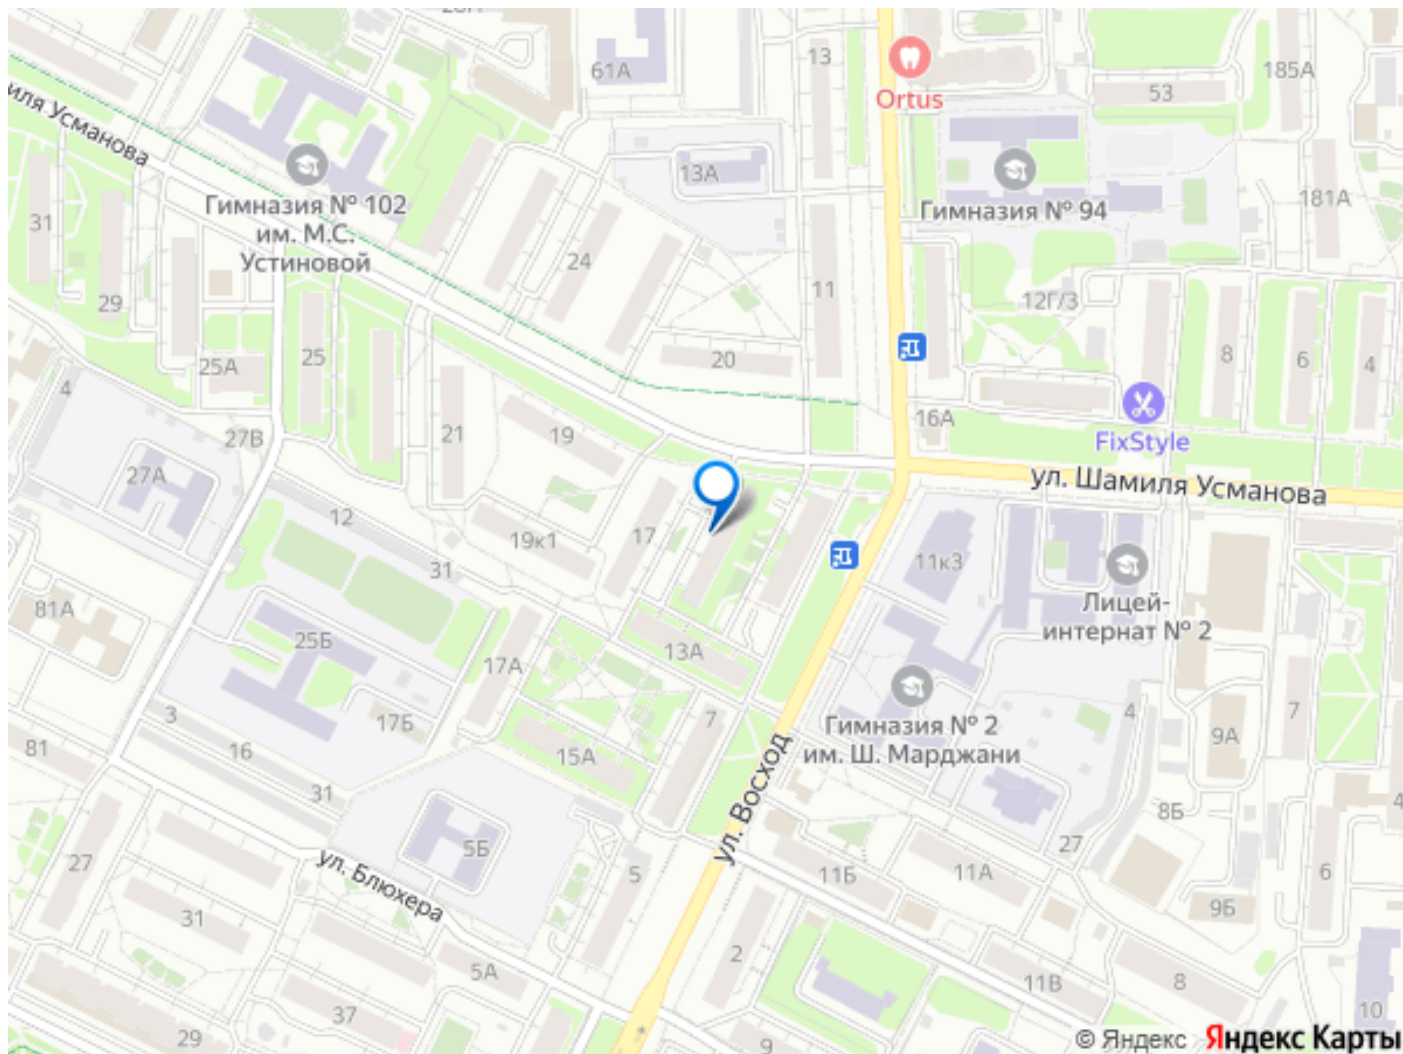 61А
13
Ortus
53
185А
иля Усманова
13А
Гимназия № 102
им. М.С.
Устиновой
Гимназия № 94
181А
31
29
24
11
12Г/3
25
25А
20
8
6
4
4
21
19
16А
FixStyle
27В
27А
ул. Шамиля Усманова
12
19к1
17
31
11к3
Лицей-
интернат № 2
81А
25Б
17А
13А
Гимназия № 2
им. Ш. Марджани
3
17Б
7
4
7
9А
81
16
15А
31
ул. Восход
8Б
4
27
ул. Блюхера
5Б
5
27
11Б
11А
6
31
9Б
2
5А
11В
8
37
10
29
9
© Яндекс Яндекс Карты